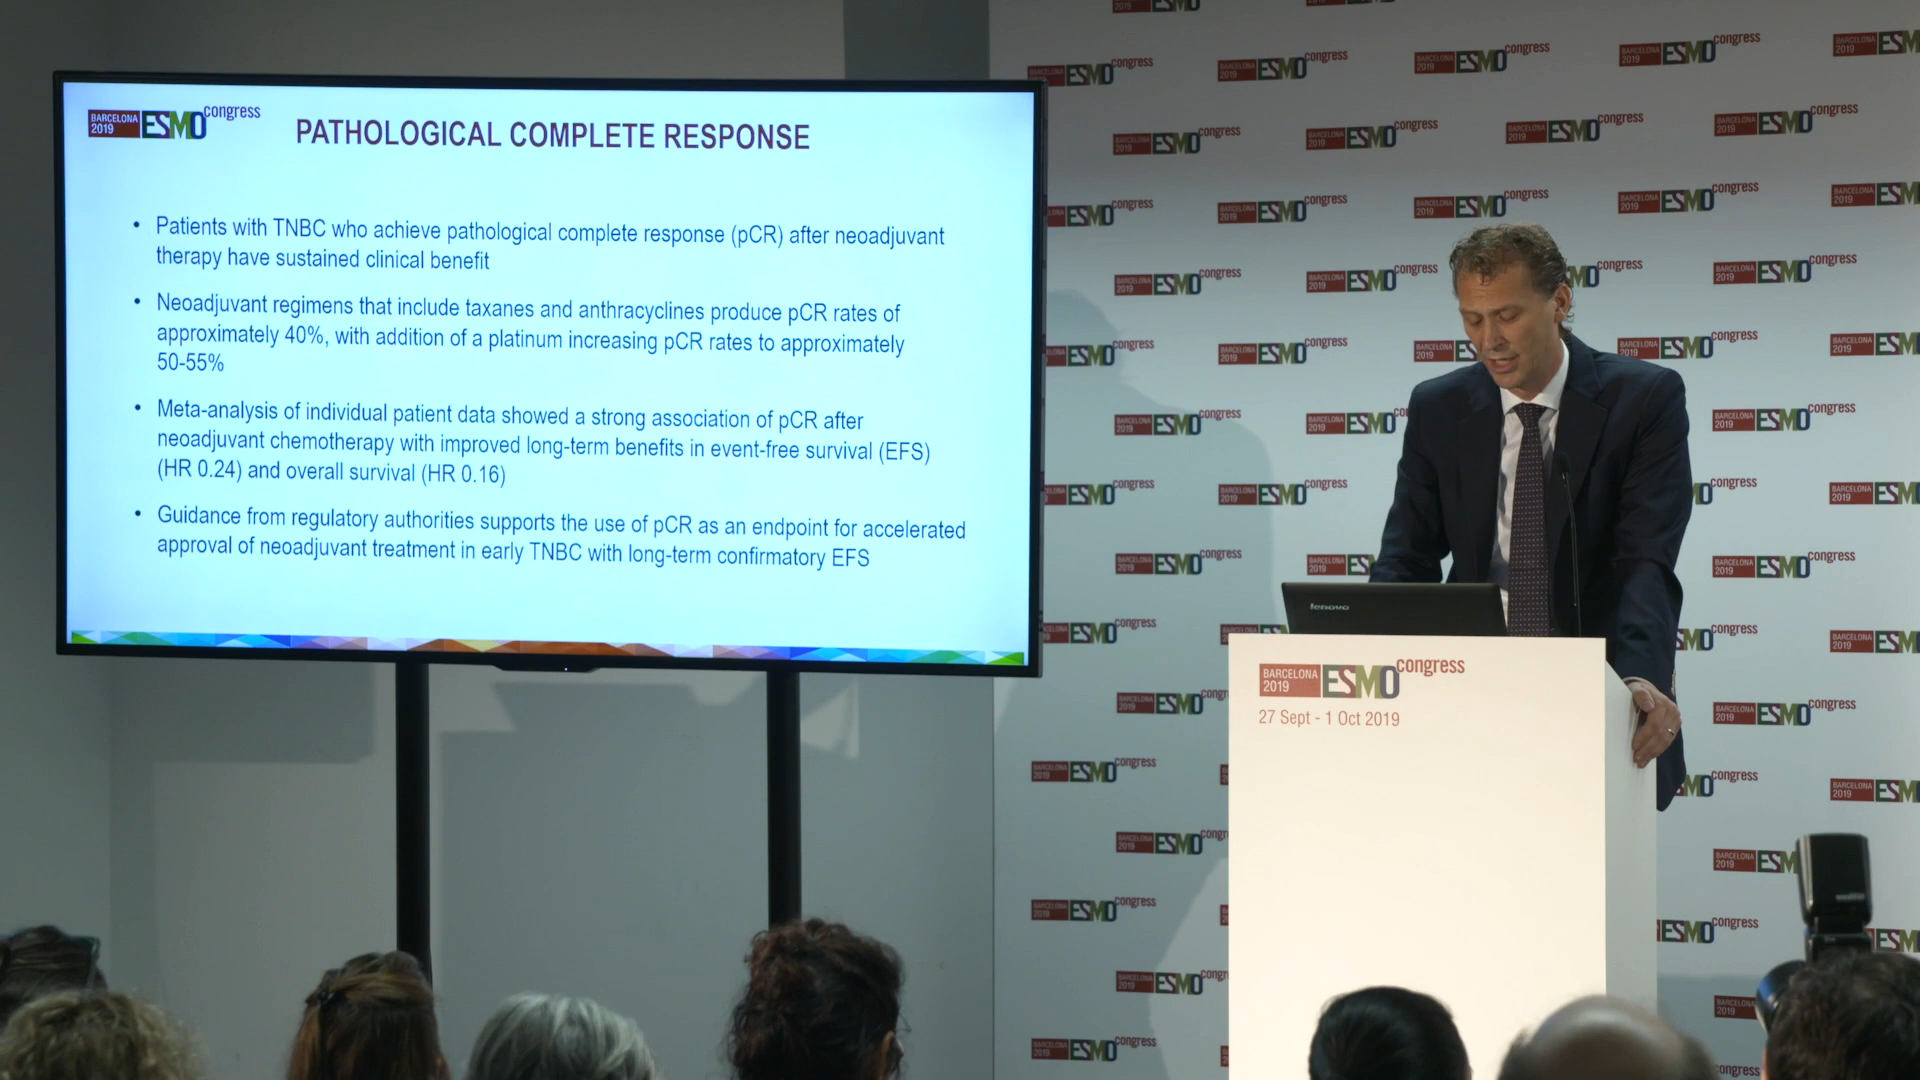 BARCELONA
2019
ESMO congress
PATHOLOGICAL COMPLETE RESPONSE
• Patients with TNBC who achieve pathological complete response (pCR) after neoadjuvant
therapy have sustained clinical benefit
• Neoadjuvant regimens that include taxanes and anthracyclines produce pCR rates of
approximately 40%, with addition of a platinum increasing pCR rates to approximately
50-55%
• Meta-analysis of individual patient data showed a strong association of pCR after
neoadjuvant chemotherapy with improved long-term benefits in event-free survival (EFS)
(HR 0.24) and overall survival (HR 0.16)
• Guidance from regulatory authorities supports the use of pCR as an endpoint for accelerated
approval of neoadjuvant treatment in early TNBC with long-term confirmatory EFS
BARCELONA
2019
ESMO congress
lenovo
BARCELONA
2019
ESMO congress
27 Sept - 1 Oct 2019